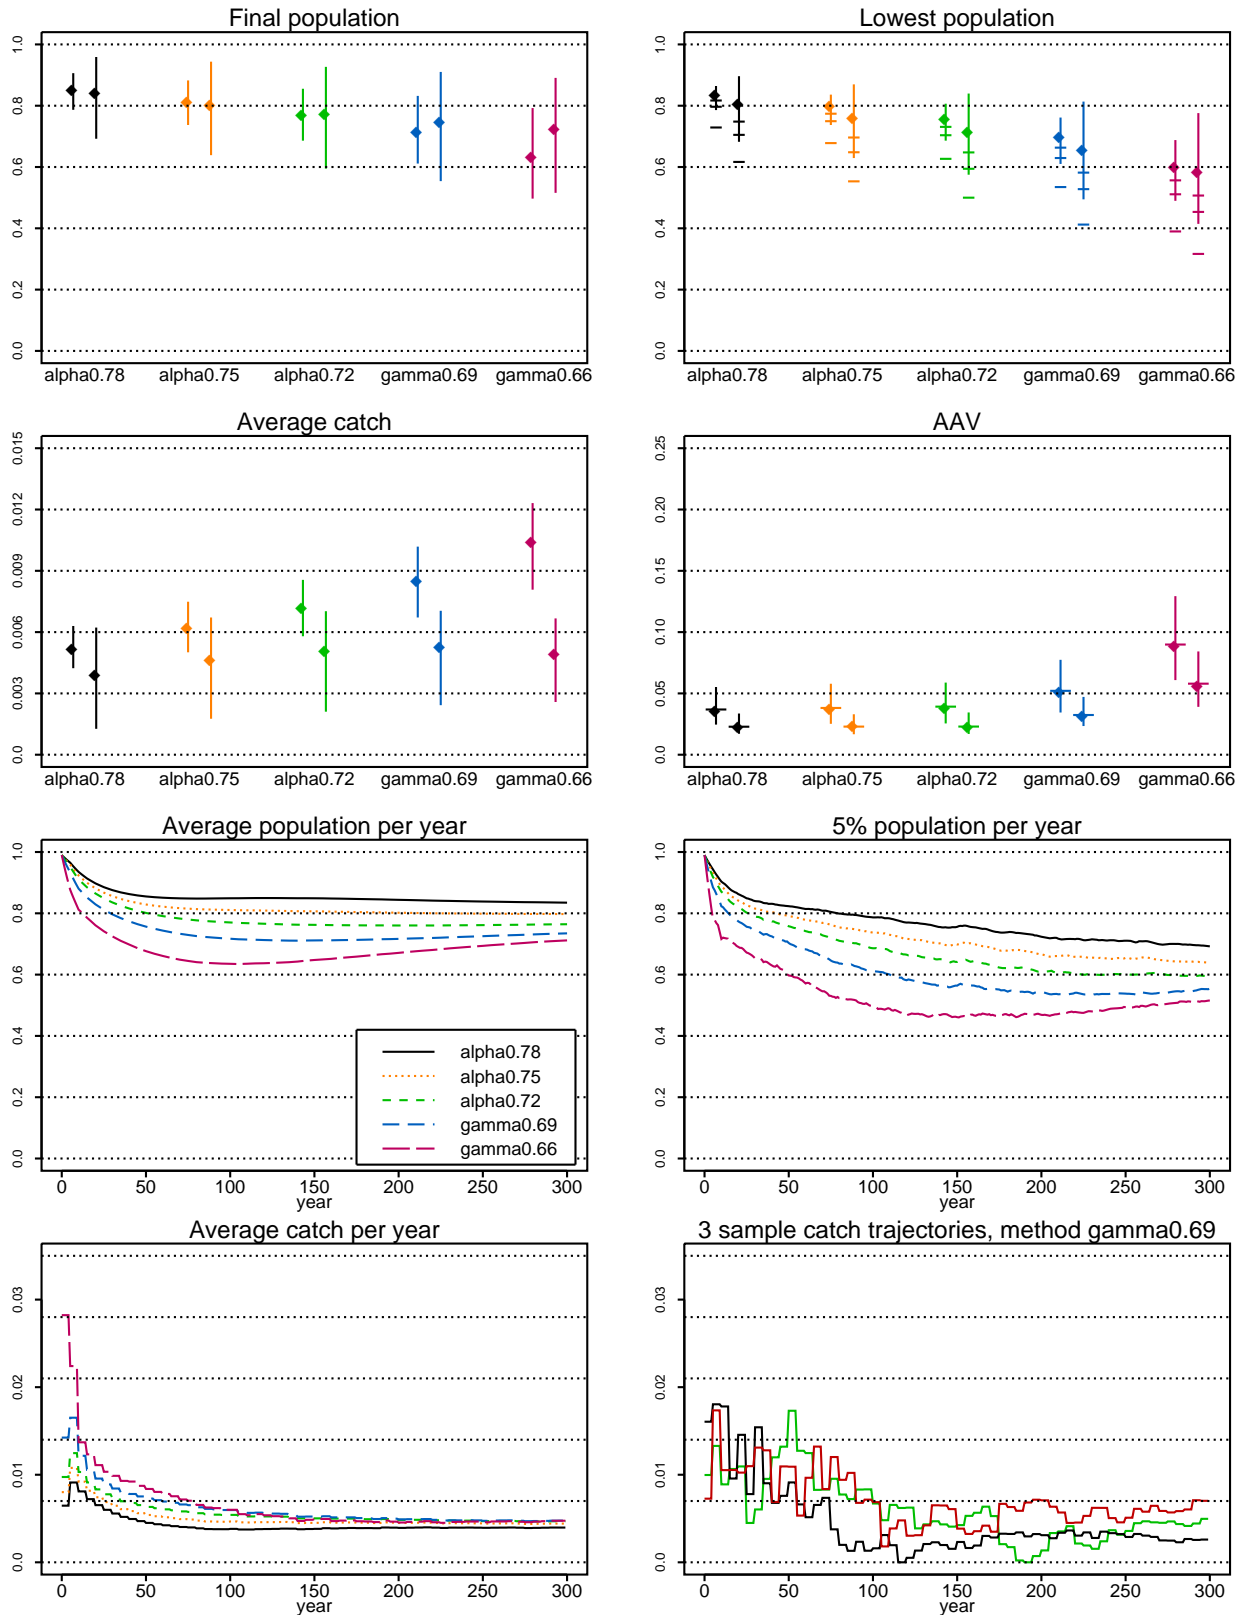 Final population
1.0
0.8
0.6
0.4
0.2
0.0
alpha0.78 alpha0.75 alpha0.72 gamma0.69 gamma0.66
Lowest population
1.0
0.8
0.6
0.4
0.2
0.0
alpha0.78 alpha0.75 alpha0.72 gamma0.69 gamma0.66
Average catch
0.015
0.012
0.009
0.006
0.003
0.0
alpha0.78 alpha0.75 alpha0.72 gamma0.69 gamma0.66
AAV
0.25
0.20
0.15
0.10
0.05
0.0
alpha0.78 alpha0.75 alpha0.72 gamma0.69 gamma0.66
Average population per year
1.0
0.8
0.6
0.4
0.2
0.0
alpha0.78
alpha0.75
alpha0.72
gamma0.69
gamma0.66
0 50 100 150 200 250 300
year
5% population per year
1.0
0.8
0.6
0.4
0.2
0.0
0 50 100 150 200 250 300
year
Average catch per year
0.03
0.02
0.01
0.0
0 50 100 150 200 250 300
year
3 sample catch trajectories, method gamma0.69
0.03
0.02
0.01
0.0
0 50 100 150 200 250 300
year